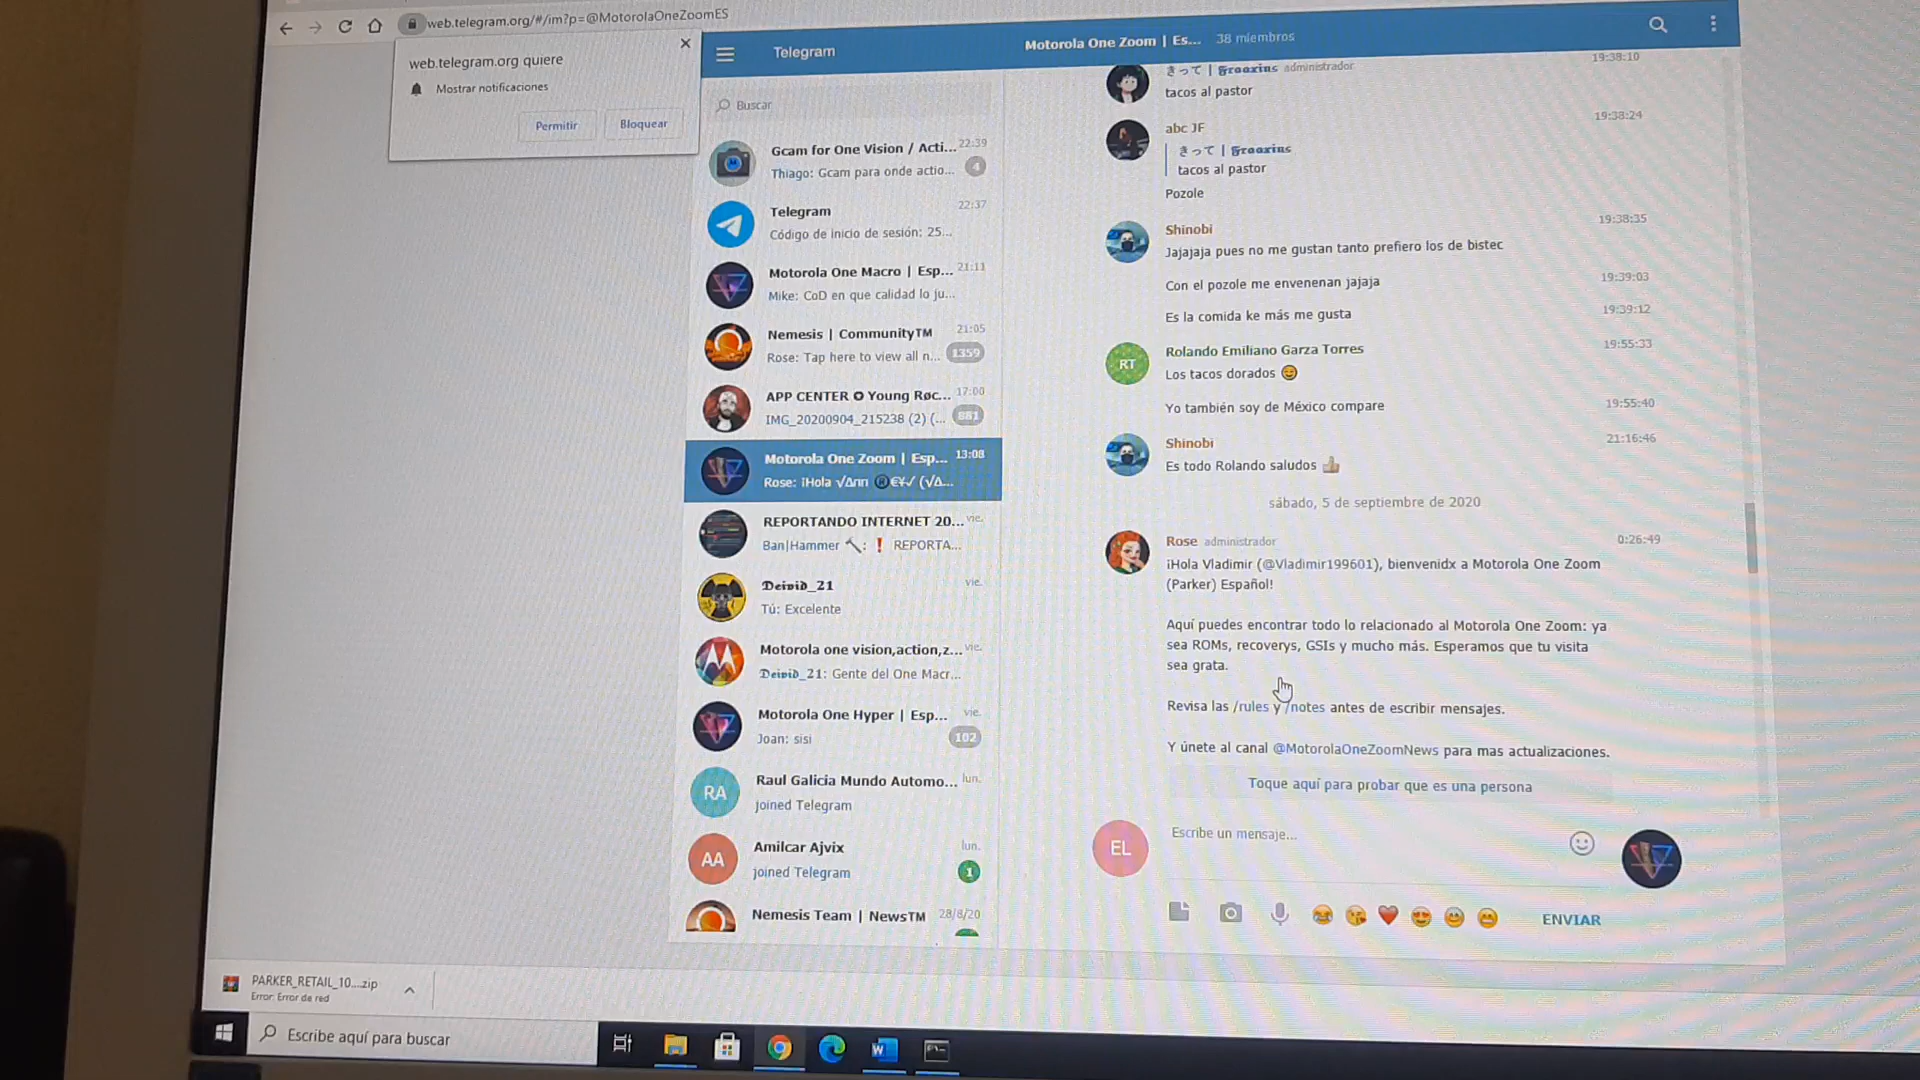 web.telegram.org/#/im?p=@MotorolaOneZoomES
web.telegram.org quiere
Mostrar notificaciones
Permitir
Bloquear
Telegram
Buscar
Gcam for One Vision / Acti... 22:39
Thiago: Gcam para onde actio... 4
Telegram 22:37
Código de inicio de sesión: 25...
Motorola One Macro | Esp... 21:11
Mike: CoD en que calidad lo ju...
Nemesis | Community™ 21:05
Rose: Tap here to view all n... 1359
APP CENTER ✪ Young Røc... 17:00
IMG_20200904_215238 (2) (... 881
Motorola One Zoom | Esp... 13:08
Rose: ¡Hola √∆nn ®€¥✓ (√∆...
REPORTANDO INTERNET 20... vie.
Ban|Hammer 🔨: ❗ REPORTA...
𝕯𝖊𝖎𝖛𝖎𝖉_21 vie.
Tú: Excelente
Motorola one vision,action,z... vie.
𝕯𝖊𝖎𝖛𝖎𝖉_21: Gente del One Macr...
Motorola One Hyper | Esp... vie.
Joan: sisi 102
RA
Raul Galicia Mundo Automo... lun.
joined Telegram
AA
Amilcar Ajvix lun.
joined Telegram 1
Nemesis Team | News™ 28/8/20
Motorola One Zoom | Es... 38 miembros
きって | administrador 19:38:10
tacos al pastor
abc JF 19:38:24
きって |
tacos al pastor
Pozole
Shinobi 19:38:35
Jajajaja pues no me gustan tanto prefiero los de bistec
Con el pozole me envenenan jajaja 19:39:03
Es la comida ke más me gusta 19:39:12
RT
Rolando Emiliano Garza Torres 19:55:33
Los tacos dorados 😊
Yo también soy de México compare 19:55:40
Shinobi 21:16:46
Es todo Rolando saludos 👍🏼
sábado, 5 de septiembre de 2020
Rose administrador 0:26:49
¡Hola Vladimir (@Vladimir199601), bienvenidx a Motorola One Zoom
(Parker) Español!
Aquí puedes encontrar todo lo relacionado al Motorola One Zoom: ya
sea ROMs, recoverys, GSIs y mucho más. Esperamos que tu visita
sea grata.
Revisa las /rules y /notes antes de escribir mensajes.
Y únete al canal @MotorolaOneZoomNews para mas actualizaciones.
Toque aquí para probar que es una persona
EL
Escribe un mensaje...
ENVIAR
PARKER_RETAIL_10....zip
Error: Error de red
Escribe aquí para buscar